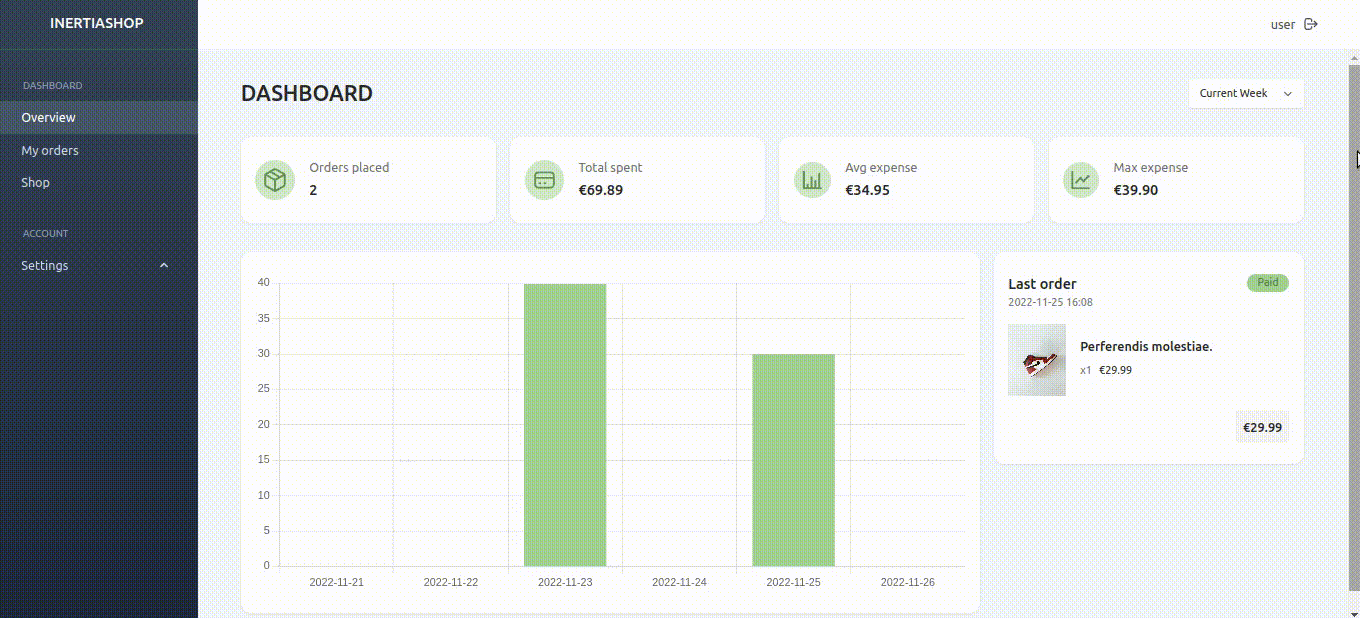 INERTIASHOP
user
DASHBOARD
Overview
My orders
Shop
ACCOUNT
Settings
DASHBOARD
Current Week
Orders placed
2
Total spent
€69.89
Avg expense
€34.95
Max expense
€39.90
40
35
30
25
20
15
10
5
0
2022-11-21
2022-11-22
2022-11-23
2022-11-24
2022-11-25
2022-11-26
Last order
Paid
2022-11-25 16:08
Perferendis molestiae.
x1 €29.99
€29.99